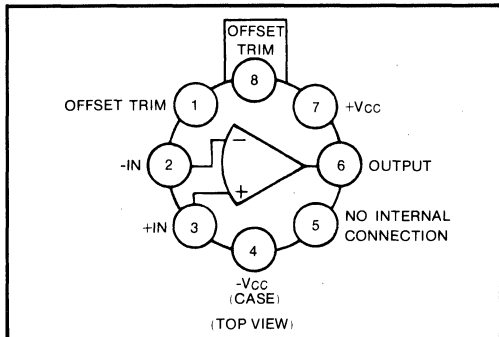 OFFSET
TRIM
8
OFFSET TRIM 1
7 +VCC
-IN 2
−
6 OUTPUT
+
+IN 3
5 NO INTERNAL
CONNECTION
4
-VCC
(CASE)
(TOP VIEW)